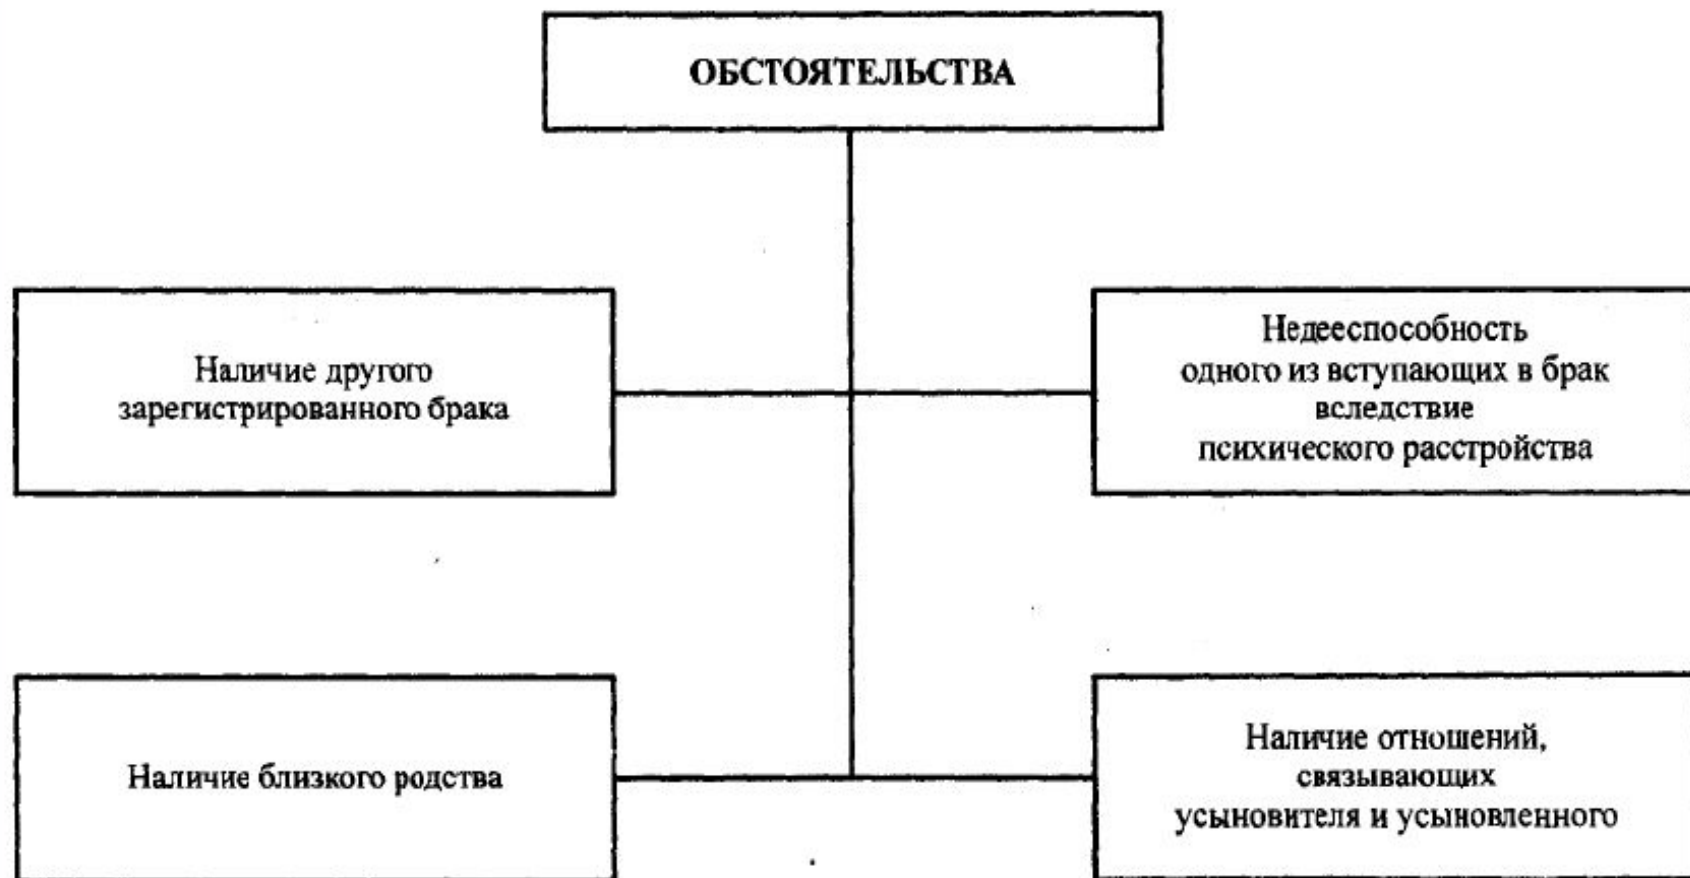 ОБСТОЯТЕЛЬСТВА
Наличие другого
зарегистрированного брака
Недееспособность
одного из вступающих в брак
вследствие
психического расстройства
Наличие близкого родства
Наличие отношений,
связывающих
усыновителя и усыновленного